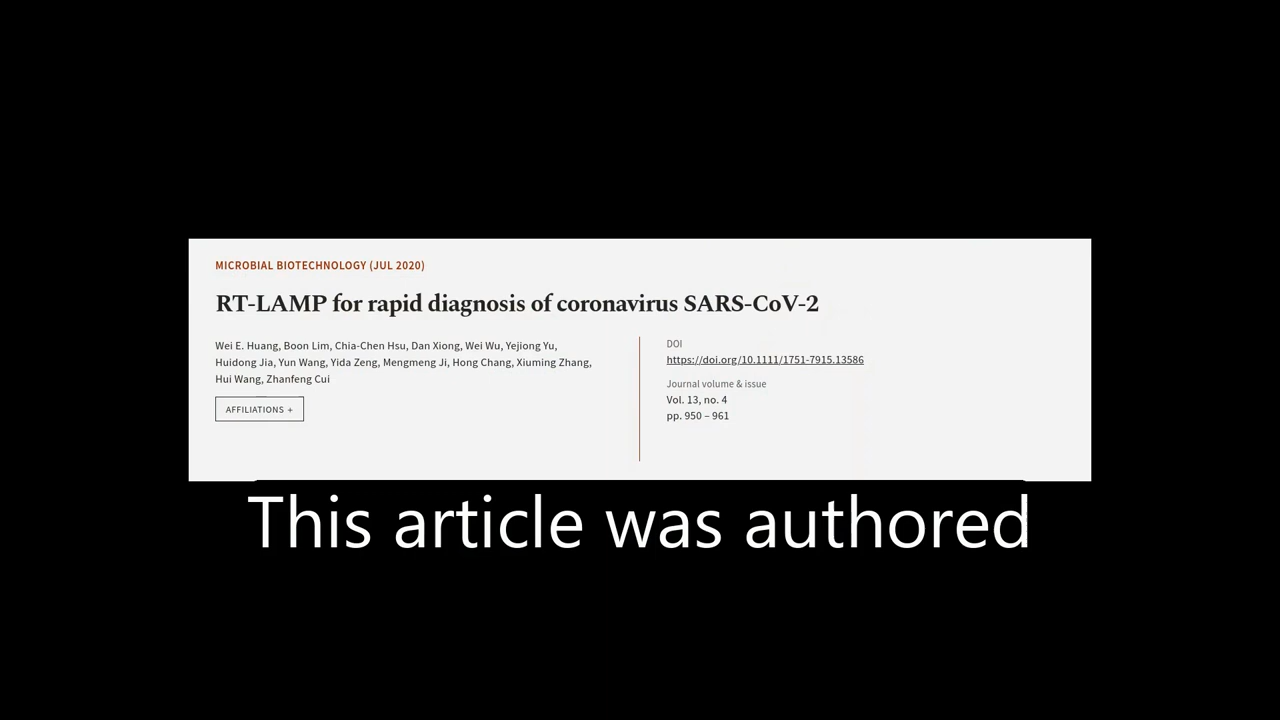 MICROBIAL BIOTECHNOLOGY (JUL 2020)
RT-LAMP for rapid diagnosis of coronavirus SARS-CoV-2
Wei E. Huang, Boon Lim, Chia-Chen Hsu, Dan Xiong, Wei Wu, Yejiong Yu,
Huidong Jia, Yun Wang, Yida Zeng, Mengmeng Ji, Hong Chang, Xiuming Zhang,
Hui Wang, Zhanfeng Cui
AFFILIATIONS +
DOI
https://doi.org/10.1111/1751-7915.13586
Journal volume & issue
Vol. 13, no. 4
pp. 950 – 961
This article was authored